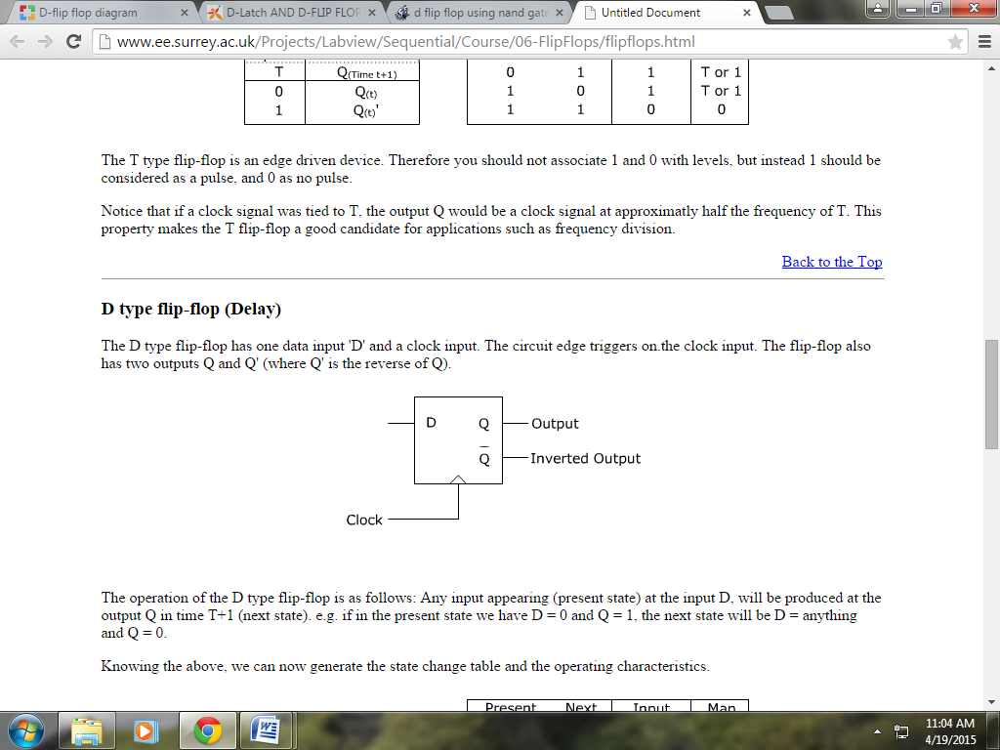 D-flip flop diagram
D-Latch AND D-FLIP FLOP
d flip flop using nand gate
Untitled Document
www.ee.surrey.ac.uk/Projects/Labview/Sequential/Course/06-FlipFlops/flipflops.html
T Q(Time t+1)
0 Q(t)
1 Q(t)'
0 1 1 T or 1
1 0 1 T or 1
1 1 0 0
The T type flip-flop is an edge driven device. Therefore you should not associate 1 and 0 with levels, but instead 1 should be
considered as a pulse, and 0 as no pulse.
Notice that if a clock signal was tied to T, the output Q would be a clock signal at approximatly half the frequency of T. This
property makes the T flip-flop a good candidate for applications such as frequency division.
Back to the Top
D type flip-flop (Delay)
The D type flip-flop has one data input 'D' and a clock input. The circuit edge triggers on.the clock input. The flip-flop also
has two outputs Q and Q' (where Q' is the reverse of Q).
D Q Output
Q̅ Inverted Output
Clock
The operation of the D type flip-flop is as follows: Any input appearing (present state) at the input D, will be produced at the
output Q in time T+1 (next state). e.g. if in the present state we have D = 0 and Q = 1, the next state will be D = anything
and Q = 0.
Knowing the above, we can now generate the state change table and the operating characteristics.
Present Next Input Map
11:04 AM
4/19/2015